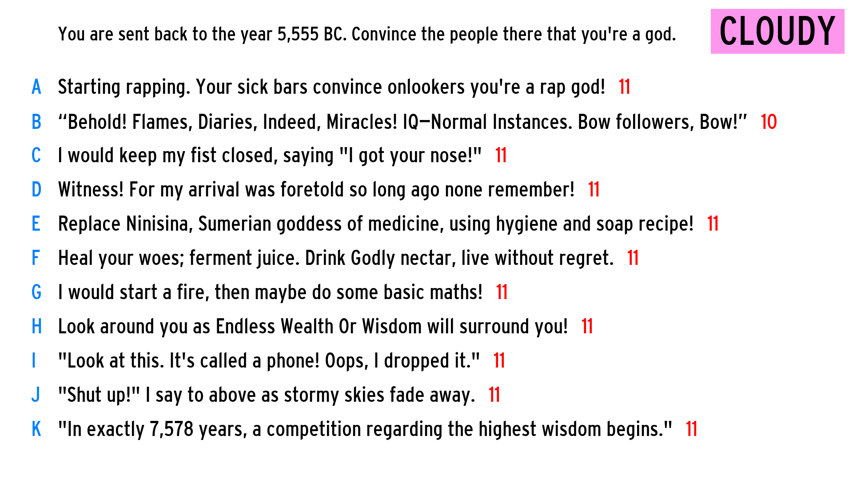 You are sent back to the year 5,555 BC. Convince the people there that you're a god.
CLOUDY
A Starting rapping. Your sick bars convince onlookers you're a rap god! 11
B “Behold! Flames, Diaries, Indeed, Miracles! IQ—Normal Instances. Bow followers, Bow!” 10
C I would keep my fist closed, saying "I got your nose!" 11
D Witness! For my arrival was foretold so long ago none remember! 11
E Replace Ninisina, Sumerian goddess of medicine, using hygiene and soap recipe! 11
F Heal your woes; ferment juice. Drink Godly nectar, live without regret. 11
G I would start a fire, then maybe do some basic maths! 11
H Look around you as Endless Wealth Or Wisdom will surround you! 11
I "Look at this. It's called a phone! Oops, I dropped it." 11
J "Shut up!" I say to above as stormy skies fade away. 11
K "In exactly 7,578 years, a competition regarding the highest wisdom begins." 11